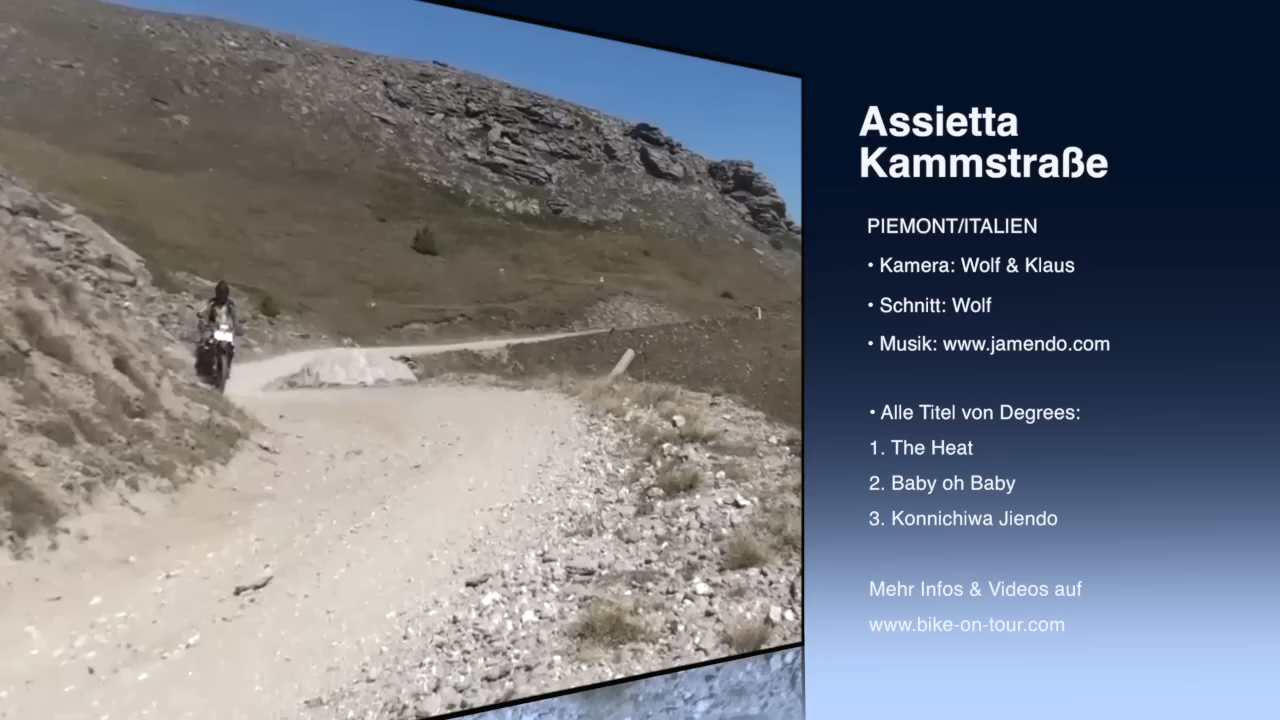 Assietta
Kammstraße
PIEMONT/ITALIEN
• Kamera: Wolf & Klaus
• Schnitt: Wolf
• Musik: www.jamendo.com
• Alle Titel von Degrees:
1. The Heat
2. Baby oh Baby
3. Konnichiwa Jiendo
Mehr Infos & Videos auf
www.bike-on-tour.com